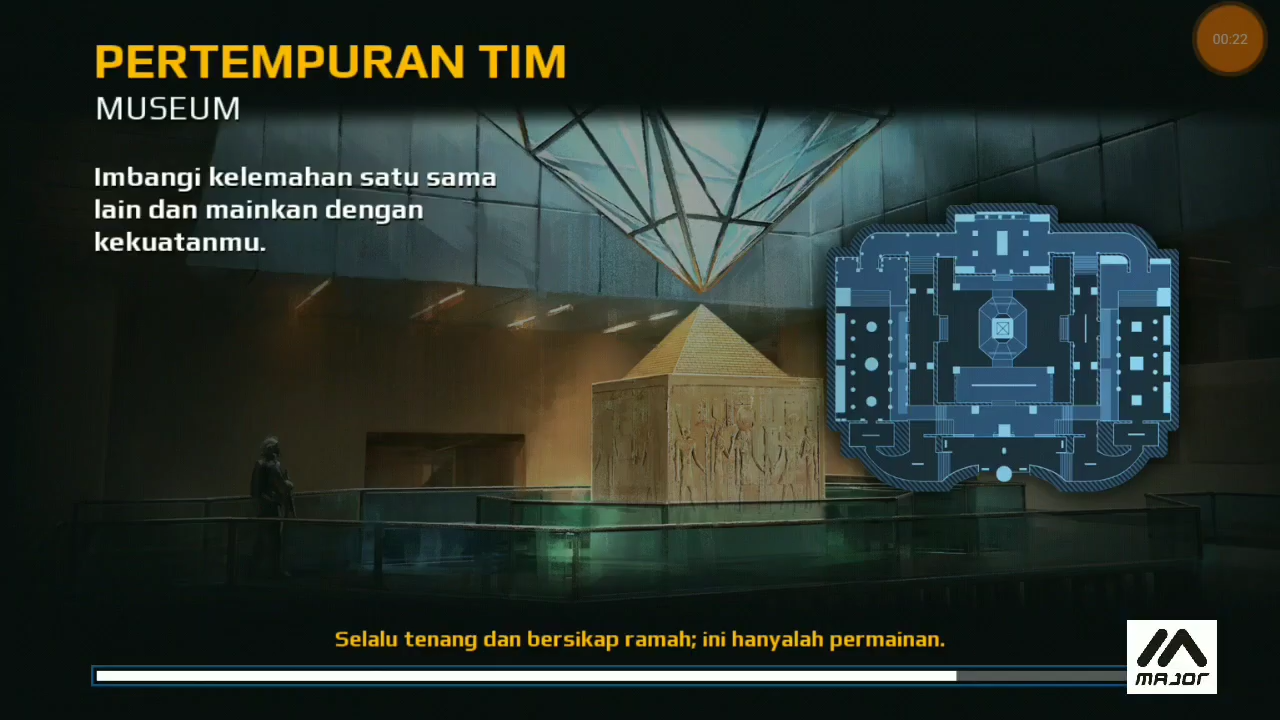 PERTEMPURAN TIM
MUSEUM
00:22
Imbangi kelemahan satu sama
lain dan mainkan dengan
kekuatanmu.
Selalu tenang dan bersikap ramah; ini hanyalah permainan.
MAJOR